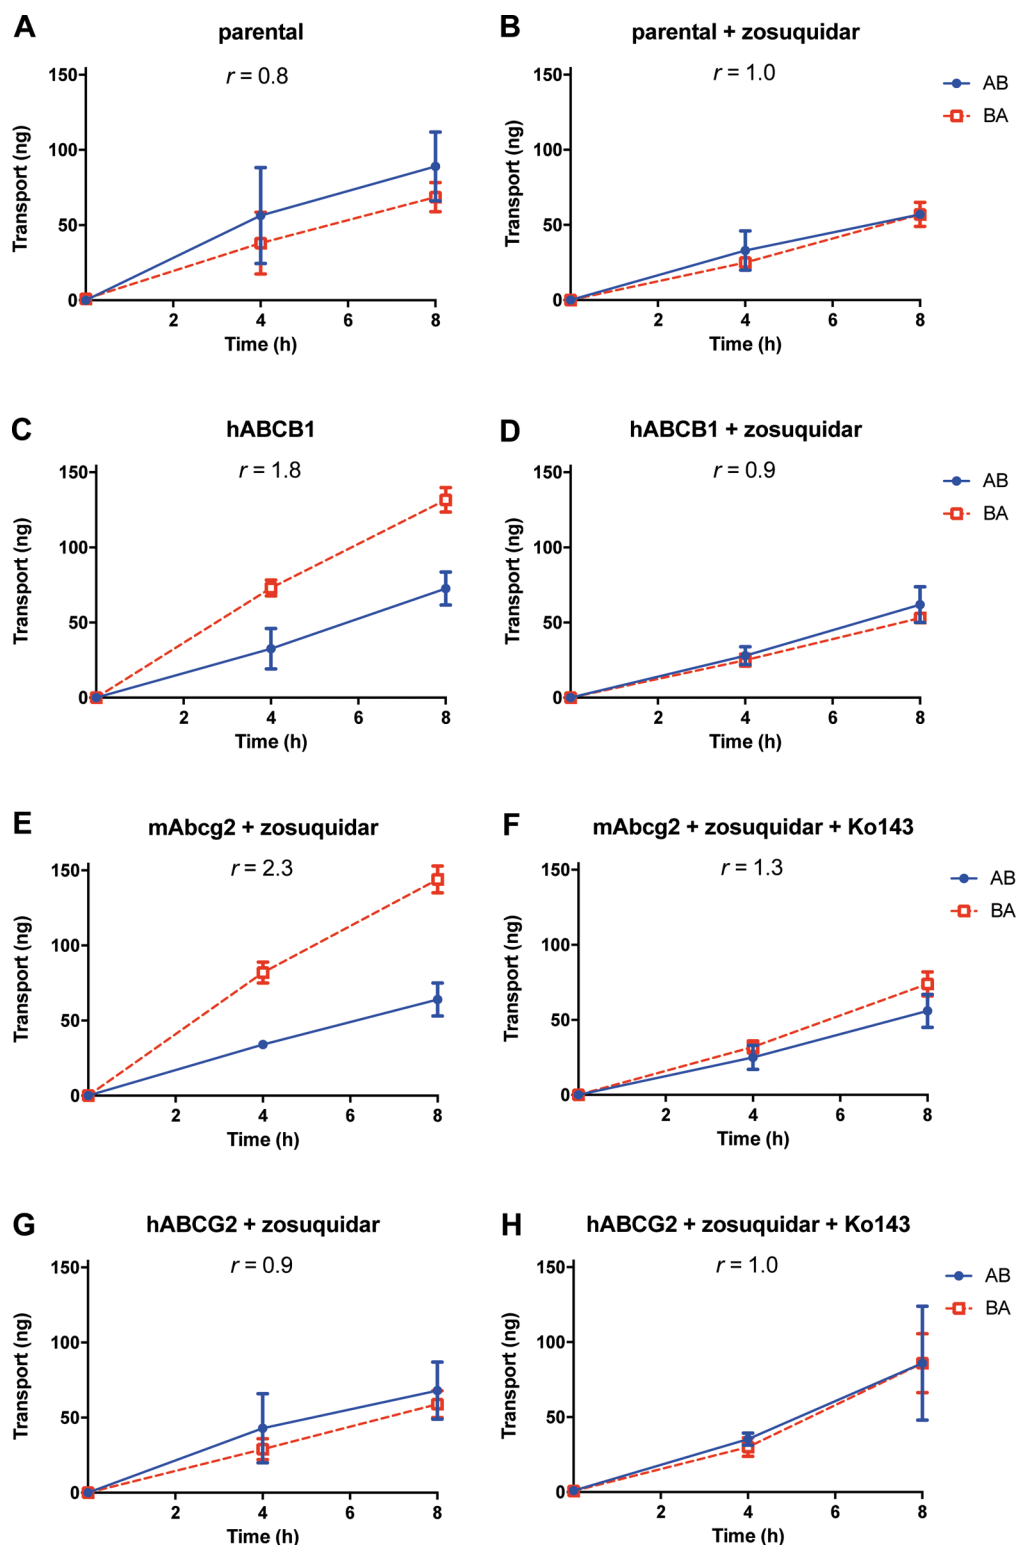 A
parental
r = 0.8
150
100
50
0
2
4
6
8
Transport (ng)
Time (h)
B
parental + zosuquidar
r = 1.0
150
100
50
0
2
4
6
8
Transport (ng)
Time (h)
AB
BA
C
hABCB1
r = 1.8
150
100
50
0
2
4
6
8
Transport (ng)
Time (h)
D
hABCB1 + zosuquidar
r = 0.9
150
100
50
0
2
4
6
8
Transport (ng)
Time (h)
AB
BA
E
mAbcg2 + zosuquidar
r = 2.3
150
100
50
0
2
4
6
8
Transport (ng)
Time (h)
F
mAbcg2 + zosuquidar + Ko143
r = 1.3
150
100
50
0
2
4
6
8
Transport (ng)
Time (h)
AB
BA
G
hABCG2 + zosuquidar
r = 0.9
150
100
50
0
2
4
6
8
Transport (ng)
Time (h)
H
hABCG2 + zosuquidar + Ko143
r = 1.0
150
100
50
0
2
4
6
8
Transport (ng)
Time (h)
AB
BA